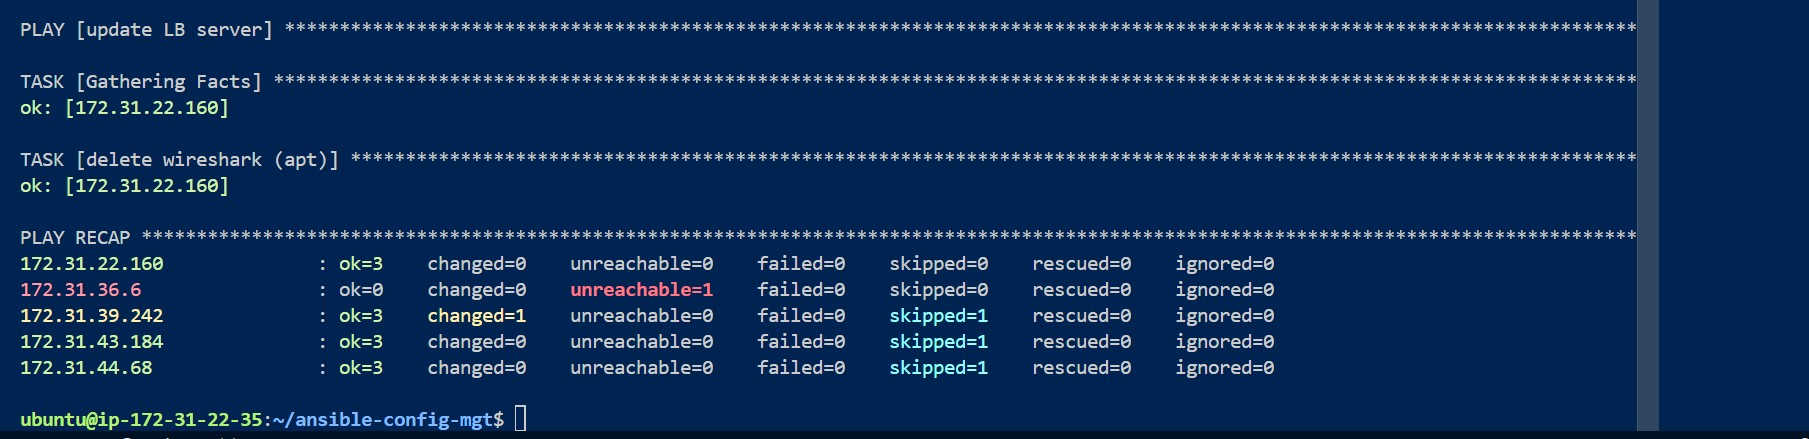 PLAY [update LB server] ***************************************************************************************************************************
TASK [Gathering Facts] ****************************************************************************************************************************
ok: [172.31.22.160]
TASK [delete wireshark (apt)] *********************************************************************************************************************
ok: [172.31.22.160]
PLAY RECAP ****************************************************************************************************************************************
172.31.22.160 : ok=3 changed=0 unreachable=0 failed=0 skipped=0 rescued=0 ignored=0
172.31.36.6 : ok=0 changed=0 unreachable=1 failed=0 skipped=0 rescued=0 ignored=0
172.31.39.242 : ok=3 changed=1 unreachable=0 failed=0 skipped=1 rescued=0 ignored=0
172.31.43.184 : ok=3 changed=0 unreachable=0 failed=0 skipped=1 rescued=0 ignored=0
172.31.44.68 : ok=3 changed=0 unreachable=0 failed=0 skipped=1 rescued=0 ignored=0
ubuntu@ip-172-31-22-35:~/ansible-config-mgt$